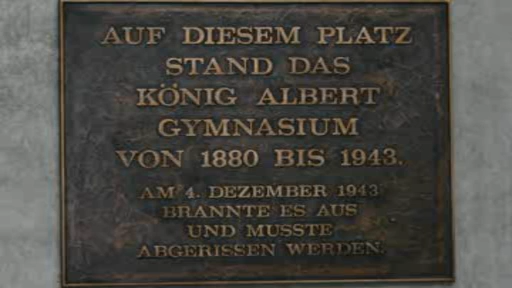 AUF DIESEM PLATZ
STAND DAS
KÖNIG ALBERT
GYMNASIUM
VON 1880 BIS 1943.
AM 4. DEZEMBER 1943
BRANNTE ES AUS
UND MUSSTE
ABGERISSEN WERDEN.